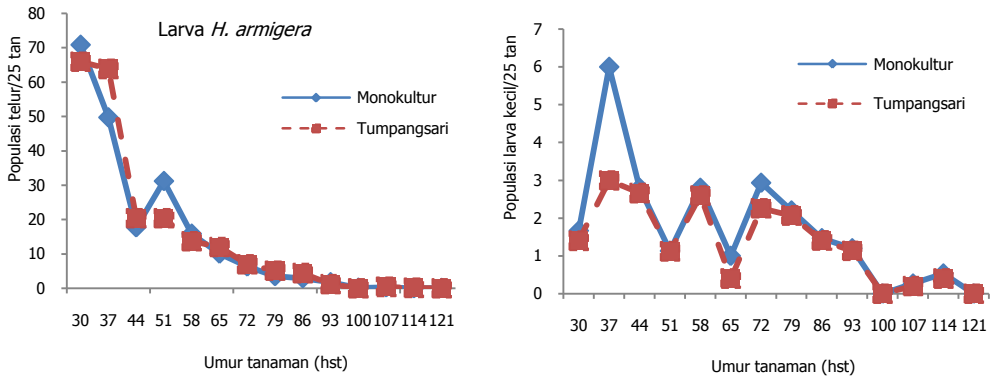 Larva H. armigera
Populasi telur/25 tan
80
70
60
50
40
30
20
10
0
Monokultur
Tumpangsari
30 37 44 51 58 65 72 79 86 93 100 107 114 121
Umur tanaman (hst)
Populasi larva kecil/25 tan
7
6
5
4
3
2
1
0
Monokultur
Tumpangsari
30 37 44 51 58 65 72 79 86 93 100 107 114 121
Umur tanaman (hst)